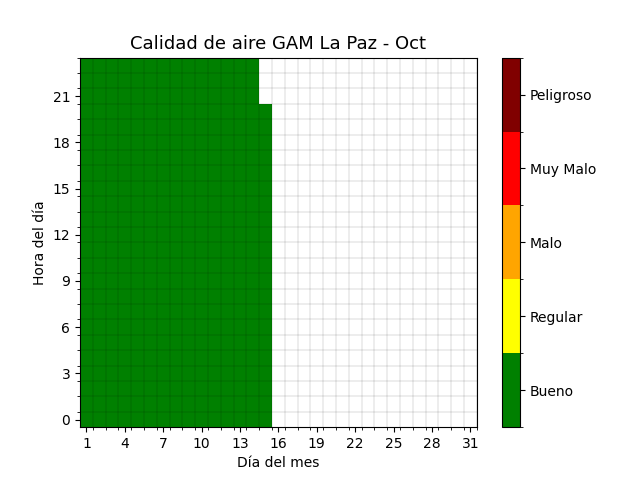 Calidad de aire GAM La Paz - Oct
Hora del día
21
18
15
12
9
6
3
0
1 4 7 10 13 16 19 22 25 28 31
Día del mes
Peligroso
Muy Malo
Malo
Regular
Bueno